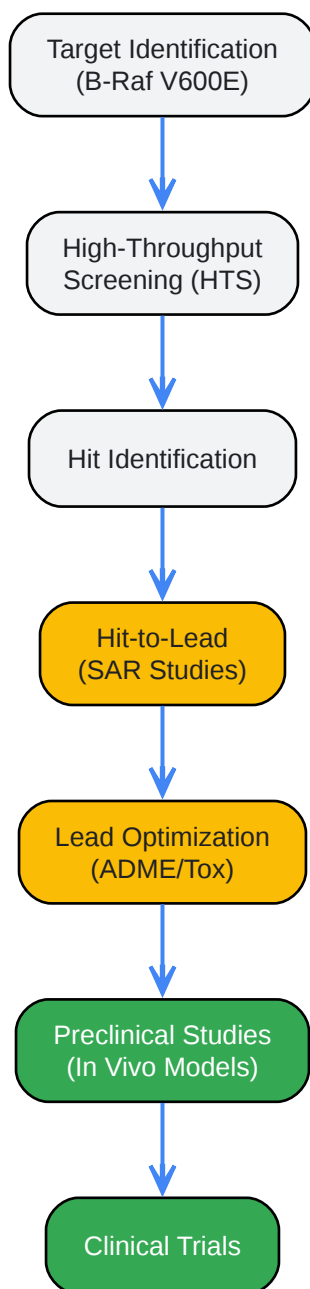 Target Identification
(B-Raf V600E)
High-Throughput
Screening (HTS)
Hit Identification
Hit-to-Lead
(SAR Studies)
Lead Optimization
(ADME/Tox)
Preclinical Studies
(In Vivo Models)
Clinical Trials